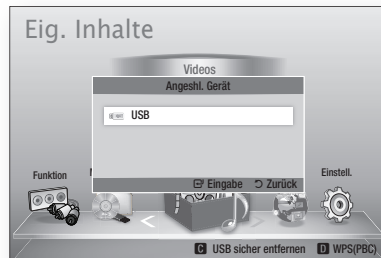 Eig. Inhalte
Videos
Angeshl. Gerät
USB
Eingabe Zurück
Funktion
Einstell.
C USB sicher entfernen D WPS(PBC)